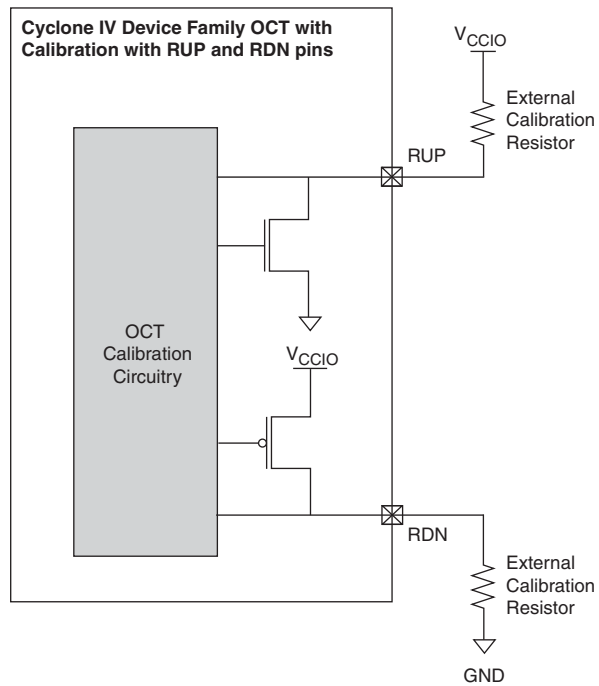 Cyclone IV Device Family OCT with
Calibration with RUP and RDN pins
VCCIO
External
Calibration
Resistor
RUP
OCT
Calibration
Circuitry
VCCIO
RDN
External
Calibration
Resistor
GND